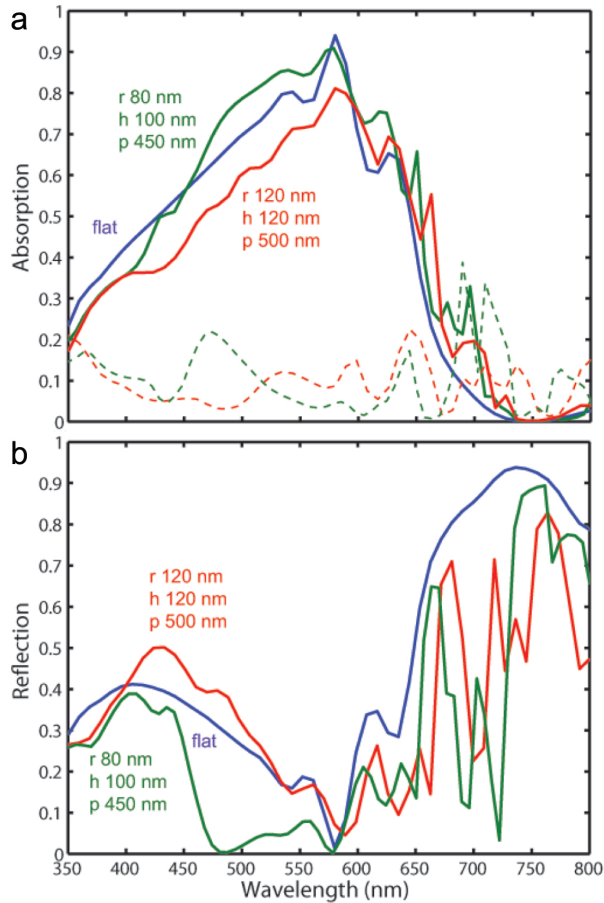 a
1
0.9
0.8
0.7
0.6
0.5
0.4
0.3
0.2
0.1
0
Absorption
r 80 nm
h 100 nm
p 450 nm
flat
r 120 nm
h 120 nm
p 500 nm
b
1
0.9
0.8
0.7
0.6
0.5
0.4
0.3
0.2
0.1
0
Reflection
r 120 nm
h 120 nm
p 500 nm
flat
r 80 nm
h 100 nm
p 450 nm
350 400 450 500 550 600 650 700 750 800
Wavelength (nm)